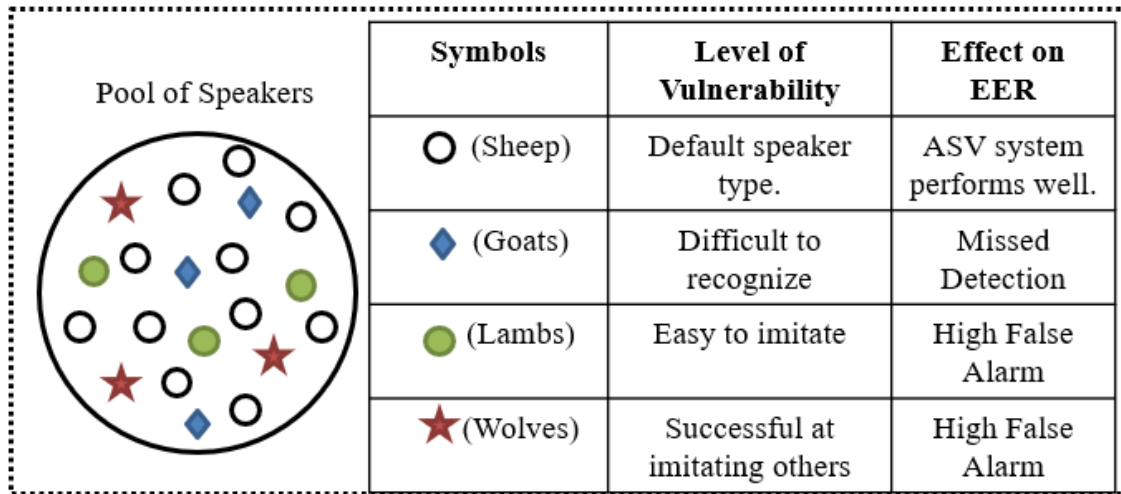 Pool of Speakers
Symbols
Level of
Vulnerability
Effect on
EER
(Sheep)
Default speaker
type.
ASV system
performs well.
(Goats)
Difficult to
recognize
Missed
Detection
(Lambs)
Easy to imitate
High False
Alarm
(Wolves)
Successful at
imitating others
High False
Alarm